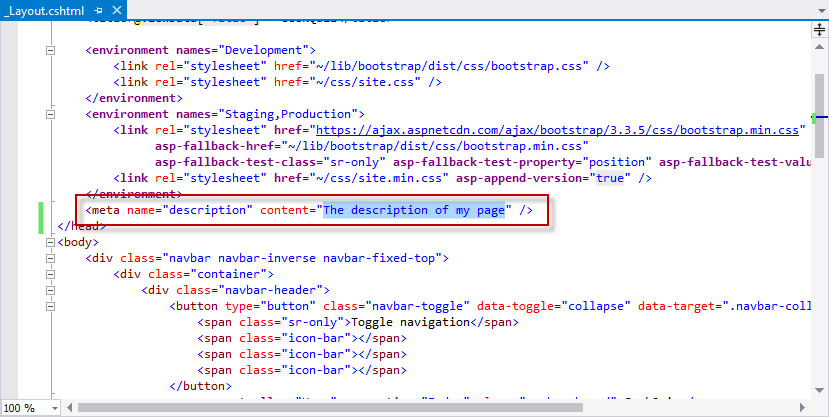 _Layout.cshtml
<environment names="Development">
<link rel="stylesheet" href="~/lib/bootstrap/dist/css/bootstrap.css" />
<link rel="stylesheet" href="~/css/site.css" />
</environment>
<environment names="Staging,Production">
<link rel="stylesheet" href="https://ajax.aspnetcdn.com/ajax/bootstrap/3.3.5/css/bootstrap.min.css"
asp-fallback-href="~/lib/bootstrap/dist/css/bootstrap.min.css"
asp-fallback-test-class="sr-only" asp-fallback-test-property="position" asp-fallback-test-valu
<link rel="stylesheet" href="~/css/site.min.css" asp-append-version="true" />
</environment>
<meta name="description" content="The description of my page" />
</head>
<body>
<div class="navbar navbar-inverse navbar-fixed-top">
<div class="container">
<div class="navbar-header">
<button type="button" class="navbar-toggle" data-toggle="collapse" data-target=".navbar-coll
<span class="sr-only">Toggle navigation</span>
<span class="icon-bar"></span>
<span class="icon-bar"></span>
<span class="icon-bar"></span>
</button>
100 %